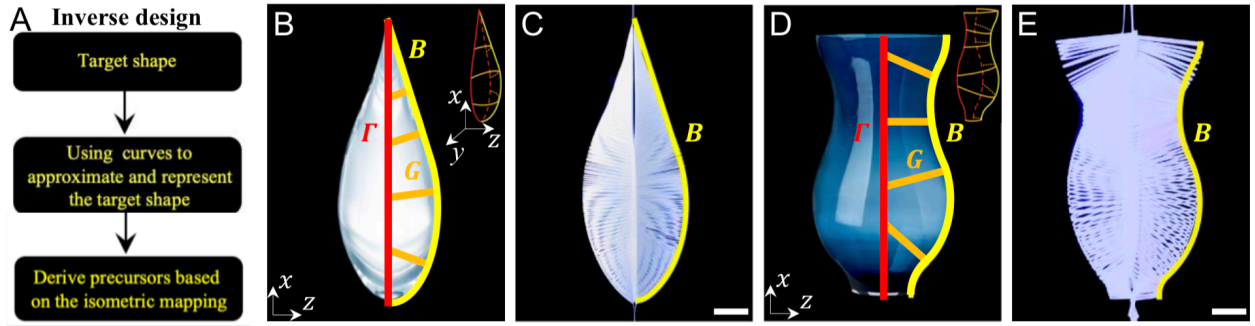 A
Inverse design
Target shape
Using curves to
approximate and represent
the target shape
Derive precursors based
on the isometric mapping
B
B
Γ
G
x
y
z
x
z
C
B
D
Γ
B
G
x
z
E
B